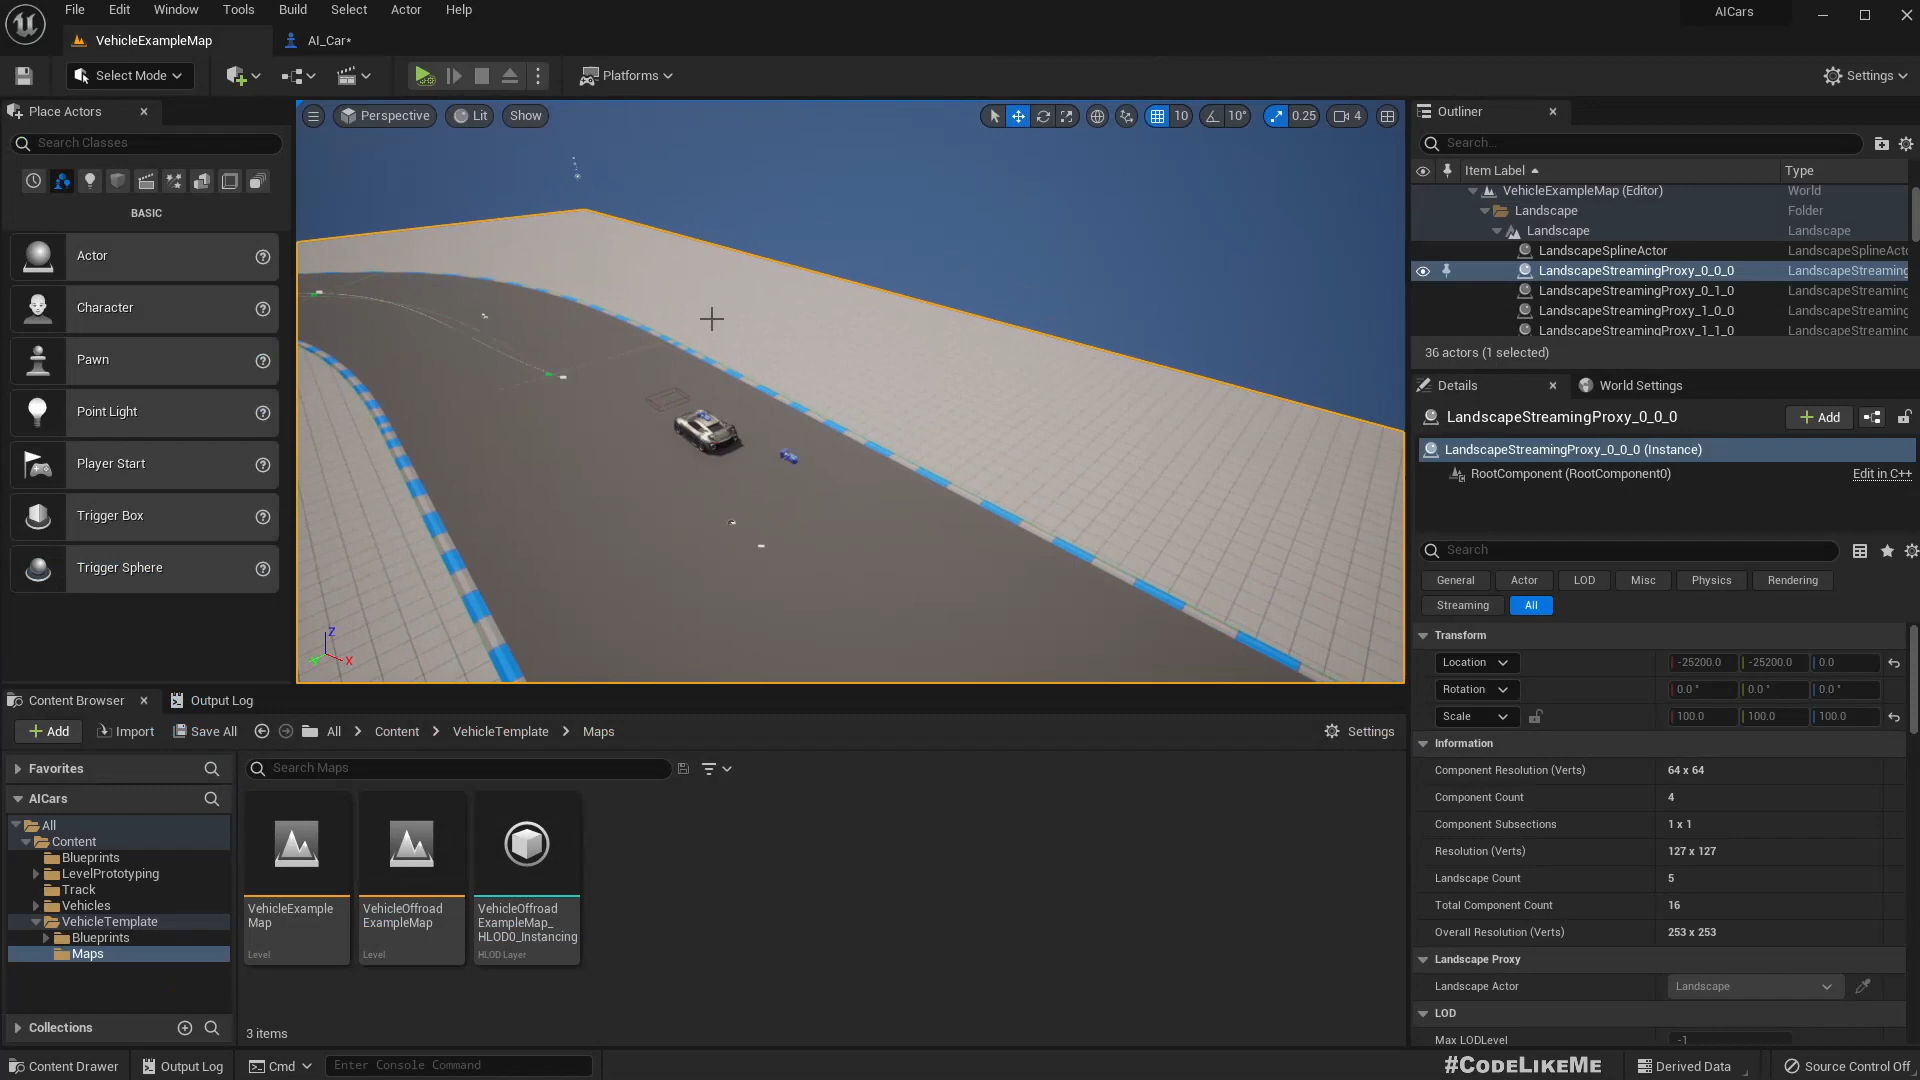 File Edit Window Tools Build Select Actor Help
AICars
VehicleExampleMap
AI_Car*
Select Mode
Platforms
Settings
Place Actors
Search Classes
BASIC
Actor
Character
Pawn
Point Light
Player Start
Trigger Box
Trigger Sphere
Perspective
Lit
Show
10
10°
0.25
4
Z
X
Outliner
Search...
Item Label
Type
VehicleExampleMap (Editor) World
Landscape Folder
Landscape Landscape
LandscapeSplineActor LandscapeSplineActo
LandscapeStreamingProxy_0_0_0 LandscapeStreaming
LandscapeStreamingProxy_0_1_0 LandscapeStreaming
LandscapeStreamingProxy_1_0_0 LandscapeStreaming
LandscapeStreamingProxy_1_1_0 LandscapeStreaming
36 actors (1 selected)
Details
World Settings
LandscapeStreamingProxy_0_0_0
Add
LandscapeStreamingProxy_0_0_0 (Instance)
RootComponent (RootComponent0)
Edit in C++
Search
General Actor LOD Misc Physics Rendering
Streaming All
Transform
Location -25200.0 -25200.0 0.0
Rotation 0.0 ° 0.0 ° 0.0 °
Scale 100.0 100.0 100.0
Information
Component Resolution (Verts) 64 x 64
Component Count 4
Component Subsections 1 x 1
Resolution (Verts) 127 x 127
Landscape Count 5
Total Component Count 16
Overall Resolution (Verts) 253 x 253
Landscape Proxy
Landscape Actor Landscape
LOD
Max LODLevel -1
Content Browser
Output Log
Add
Import
Save All
All
Content
VehicleTemplate
Maps
Settings
Favorites
AICars
All
Content
Blueprints
LevelPrototyping
Track
Vehicles
VehicleTemplate
Blueprints
Maps
Collections
Search Maps
VehicleExample
Map
Level
VehicleOffroad
ExampleMap
Level
VehicleOffroad
ExampleMap_
HLOD0_Instancing
HLOD Layer
3 items
Content Drawer
Output Log
Cmd
Enter Console Command
#CODELIKEME
Derived Data
Source Control Off